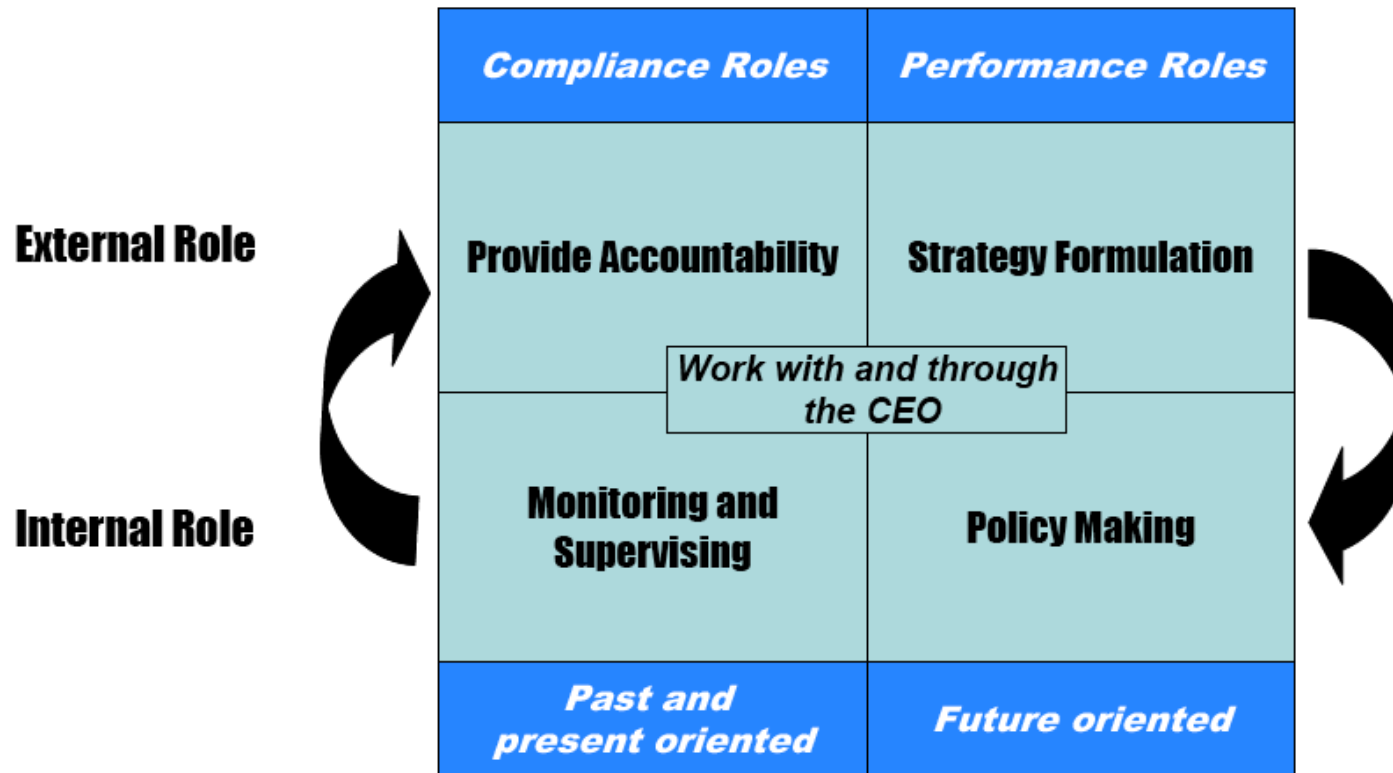 Compliance Roles
Performance Roles
External Role
Provide Accountability
Strategy Formulation
Work with and through
the CEO
Internal Role
Monitoring and
Supervising
Policy Making
Past and
present oriented
Future oriented